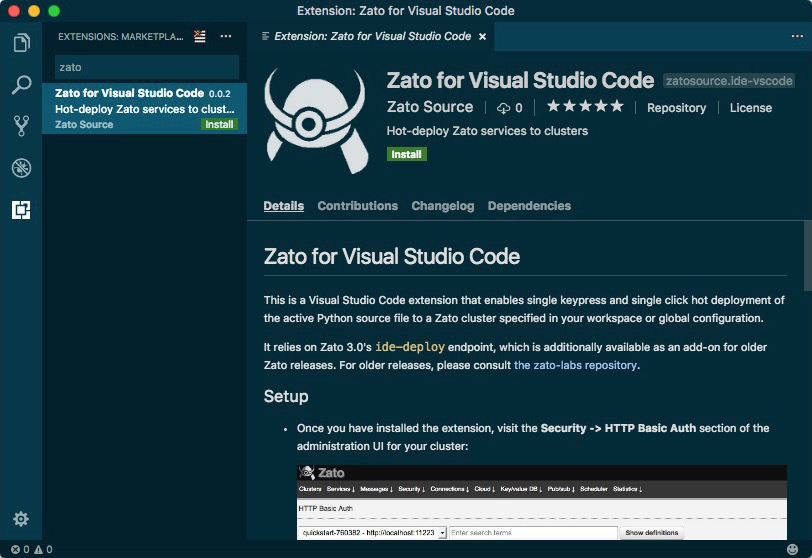 Extension: Zato for Visual Studio Code
EXTENSIONS: MARKETPLA...
Extension: Zato for Visual Studio Code
zato
Zato for Visual Studio Code 0.0.2
Hot-deploy Zato services to clust...
Zato Source Install
Zato for Visual Studio Code zatosource.ide-vscode
Zato Source 0 Repository License
Hot-deploy Zato services to clusters
Install
Details Contributions Changelog Dependencies
Zato for Visual Studio Code
This is a Visual Studio Code extension that enables single keypress and single click hot deployment of
the active Python source file to a Zato cluster specified in your workspace or global configuration.
It relies on Zato 3.0's ide-deploy endpoint, which is additionally available as an add-on for older
Zato releases. For older releases, please consult the zato-labs repository.
Setup
• Once you have installed the extension, visit the Security -> HTTP Basic Auth section of the
administration UI for your cluster:
Zato
Clusters Services ↓ Messages ↓ Security ↓ Connections ↓ Cloud ↓ Key/value DB ↓ Pub/sub ↓ Scheduler Statistics ↓
HTTP Basic Auth
quickstart-760382 - http://localhost:11223 Enter search terms Show definitions
0 0